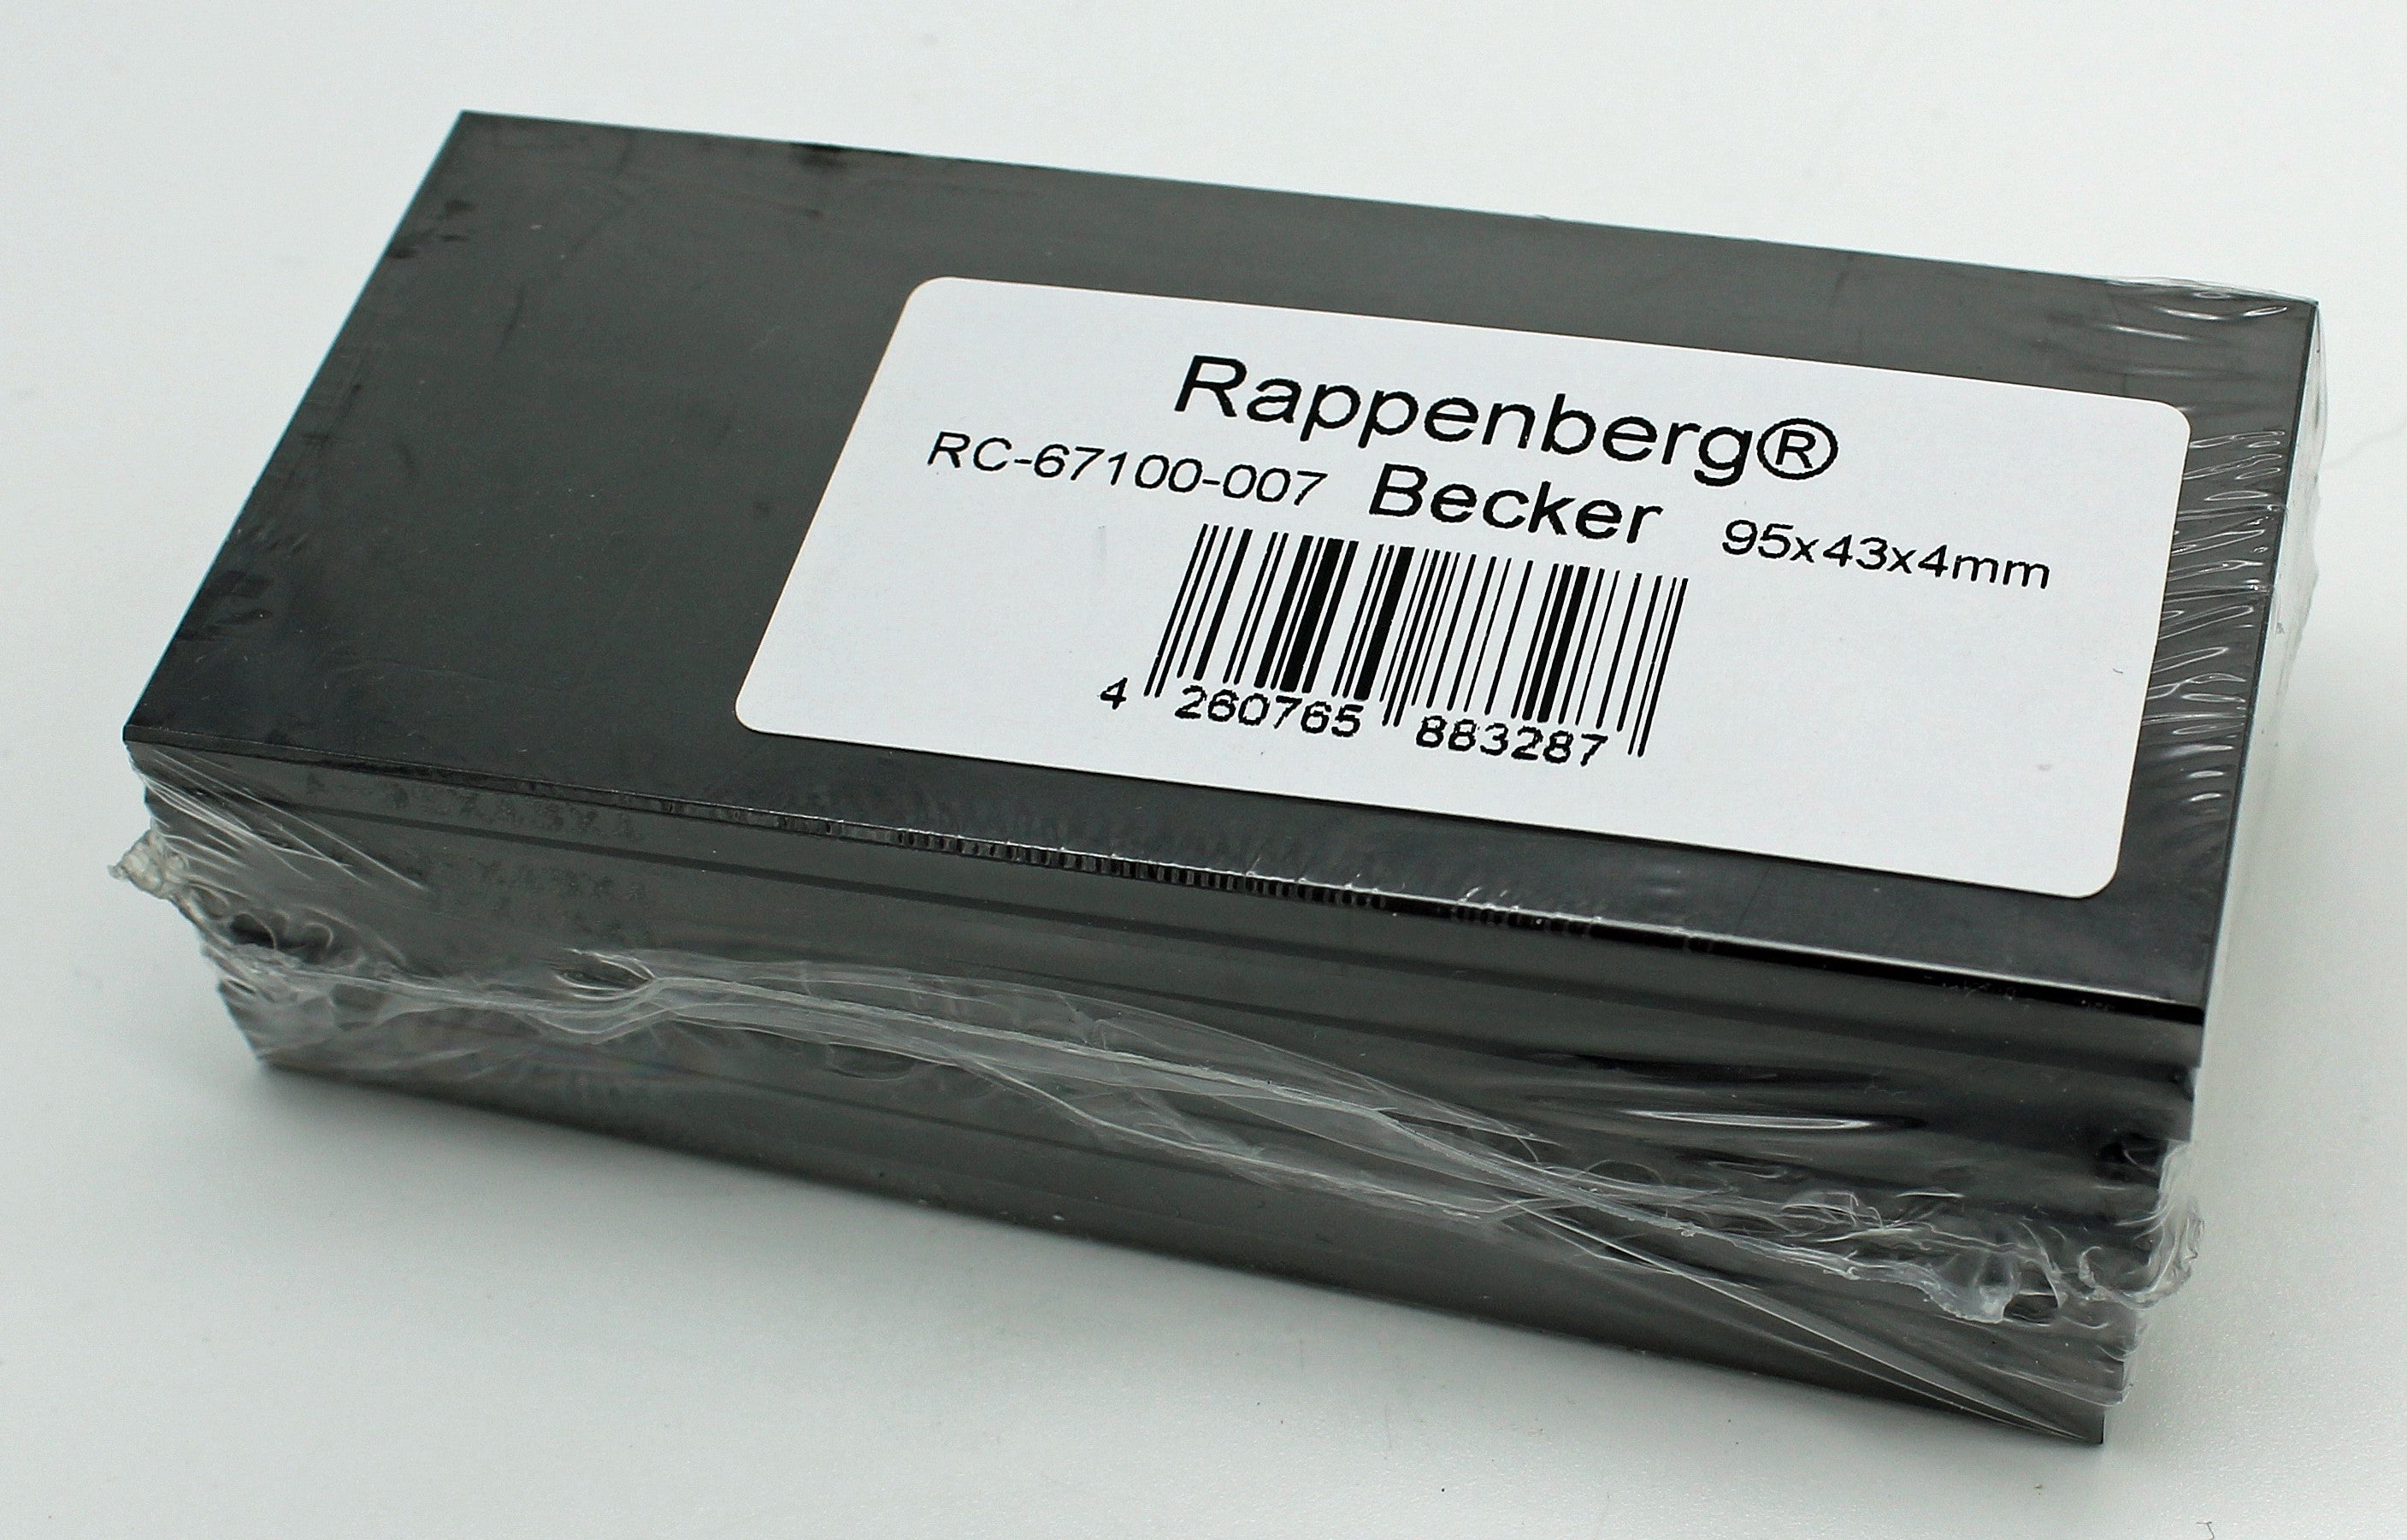 Rappenberg®
RC-67100-007 Becker 95x43x4mm
4 260765 883287